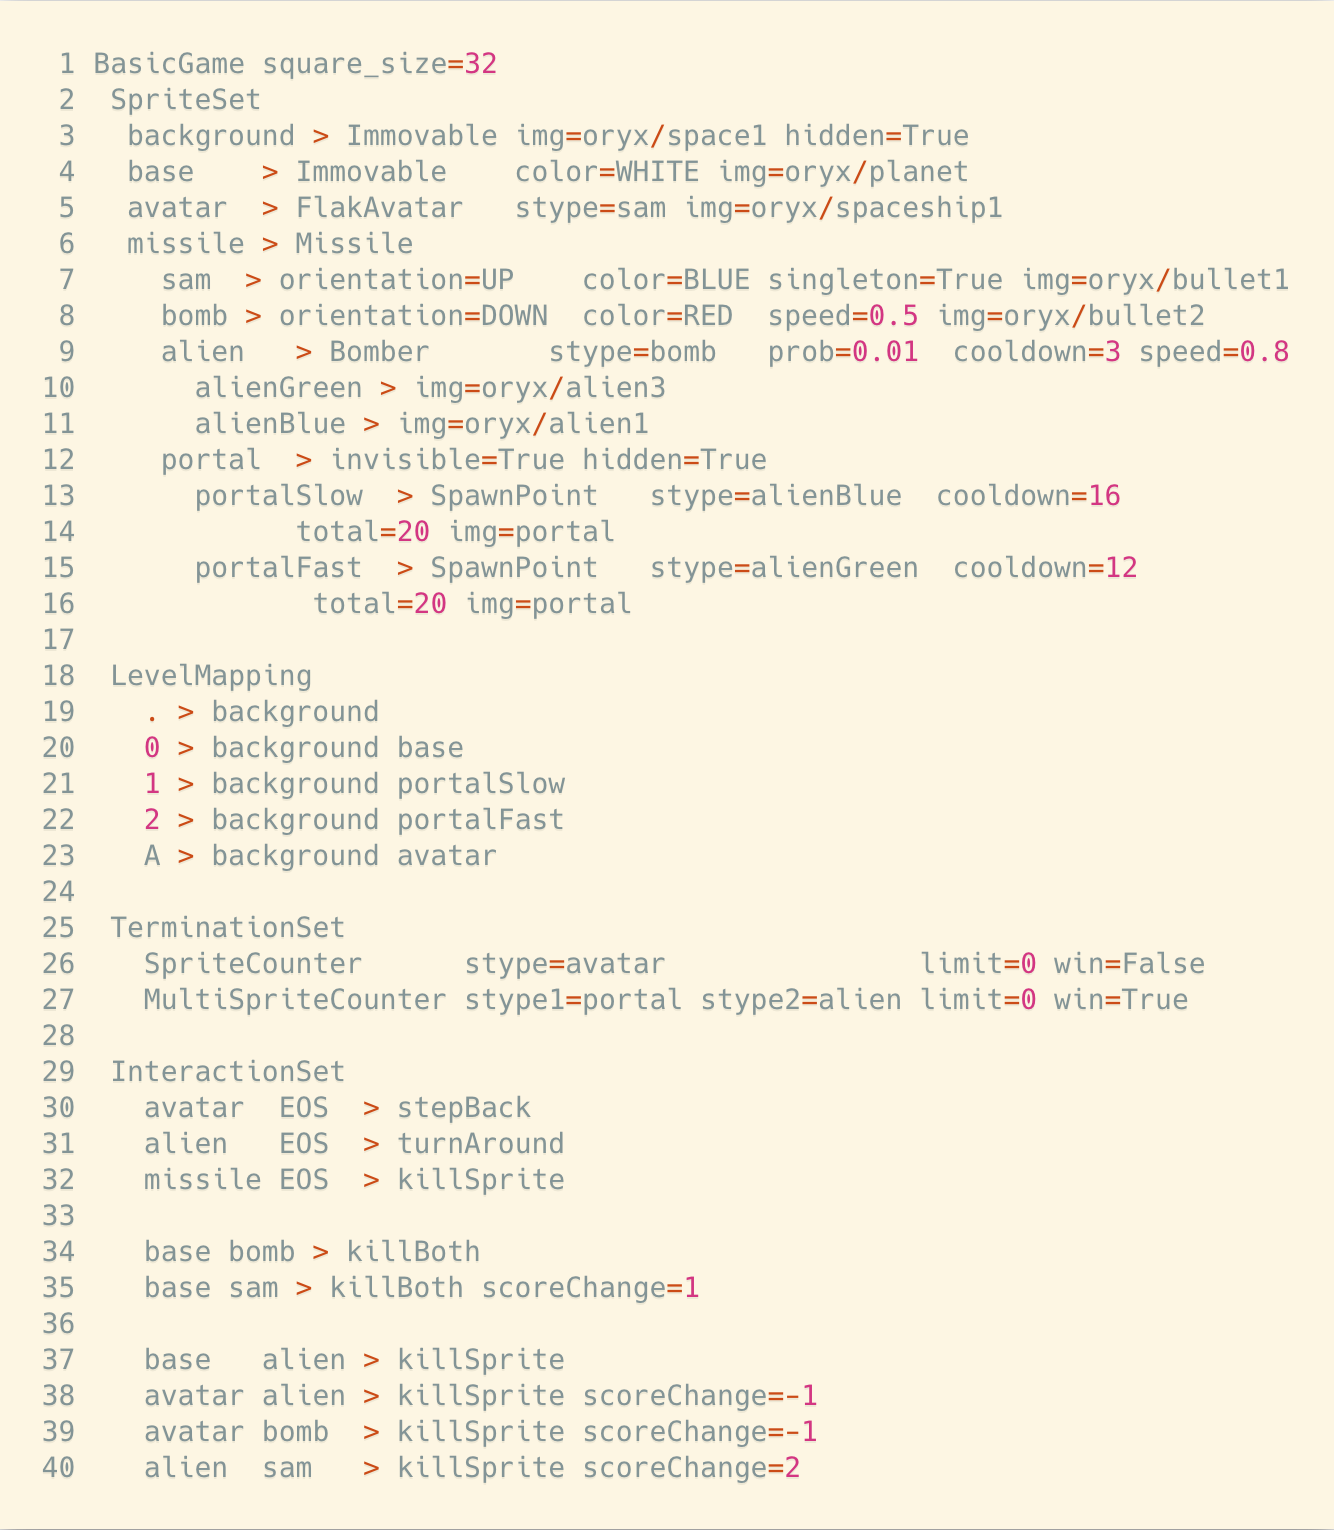 1 BasicGame square_size=32
2  SpriteSet
3   background > Immovable img=oryx/space1 hidden=True
4   base    > Immovable    color=WHITE img=oryx/planet
5   avatar  > FlakAvatar   stype=sam img=oryx/spaceship1
6   missile > Missile
7     sam  > orientation=UP    color=BLUE singleton=True img=oryx/bullet1
8     bomb > orientation=DOWN  color=RED  speed=0.5 img=oryx/bullet2
9     alien   > Bomber       stype=bomb   prob=0.01  cooldown=3 speed=0.8
10       alienGreen > img=oryx/alien3
11       alienBlue > img=oryx/alien1
12     portal  > invisible=True hidden=True
13       portalSlow  > SpawnPoint   stype=alienBlue  cooldown=16
14             total=20 img=portal
15       portalFast  > SpawnPoint   stype=alienGreen  cooldown=12
16              total=20 img=portal
17
18  LevelMapping
19    . > background
20    0 > background base
21    1 > background portalSlow
22    2 > background portalFast
23    A > background avatar
24
25  TerminationSet
26    SpriteCounter      stype=avatar               limit=0 win=False
27    MultiSpriteCounter stype1=portal stype2=alien limit=0 win=True
28
29  InteractionSet
30    avatar  EOS  > stepBack
31    alien   EOS  > turnAround
32    missile EOS  > killSprite
33
34    base bomb > killBoth
35    base sam > killBoth scoreChange=1
36
37    base   alien > killSprite
38    avatar alien > killSprite scoreChange=-1
39    avatar bomb  > killSprite scoreChange=-1
40    alien  sam   > killSprite scoreChange=2